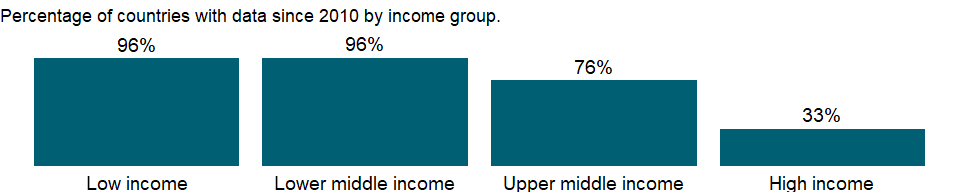 Percentage of countries with data since 2010 by income group.
96% 96% 76% 33%
Low income Lower middle income Upper middle income High income